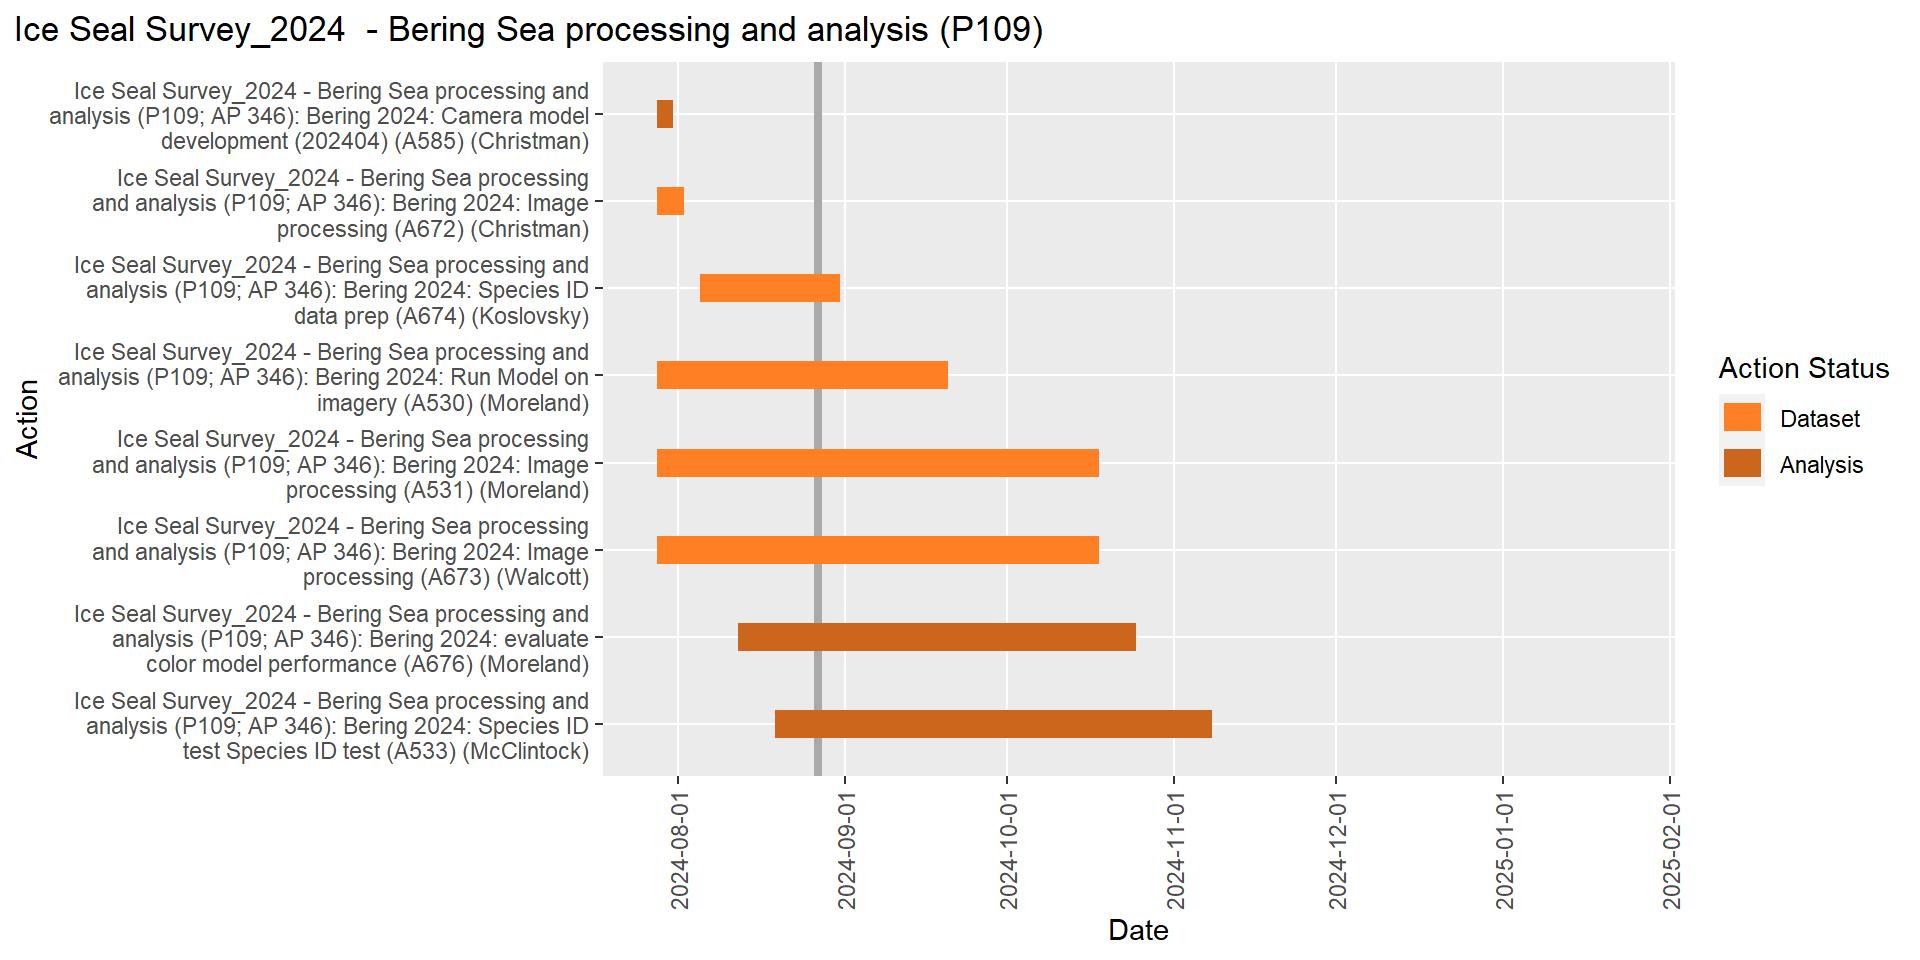 Ice Seal Survey_2024  - Bering Sea processing and analysis (P109)
Action
Ice Seal Survey_2024 - Bering Sea processing and
analysis (P109; AP 346): Bering 2024: Camera model
development (202404) (A585) (Christman)
Ice Seal Survey_2024 - Bering Sea processing
and analysis (P109; AP 346): Bering 2024: Image
processing (A672) (Christman)
Ice Seal Survey_2024 - Bering Sea processing and
analysis (P109; AP 346): Bering 2024: Species ID
data prep (A674) (Koslovsky)
Ice Seal Survey_2024 - Bering Sea processing and
analysis (P109; AP 346): Bering 2024: Run Model on
imagery (A530) (Moreland)
Ice Seal Survey_2024 - Bering Sea processing
and analysis (P109; AP 346): Bering 2024: Image
processing (A531) (Moreland)
Ice Seal Survey_2024 - Bering Sea processing
and analysis (P109; AP 346): Bering 2024: Image
processing (A673) (Walcott)
Ice Seal Survey_2024 - Bering Sea processing and
analysis (P109; AP 346): Bering 2024: evaluate
color model performance (A676) (Moreland)
Ice Seal Survey_2024 - Bering Sea processing and
analysis (P109; AP 346): Bering 2024: Species ID
test Species ID test (A533) (McClintock)
2024-08-01
2024-09-01
2024-10-01
2024-11-01
2024-12-01
2025-01-01
2025-02-01
Date
Action Status
Dataset
Analysis